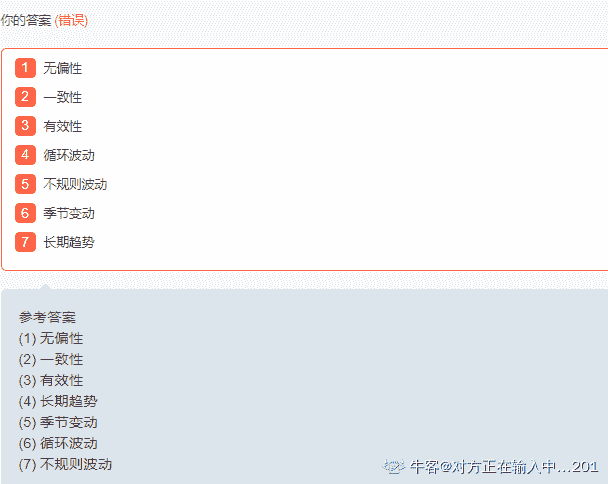 你的答案 (错误)
1 无偏性
2 一致性
3 有效性
4 循环波动
5 不规则波动
6 季节变动
7 长期趋势
参考答案
(1) 无偏性
(2) 一致性
(3) 有效性
(4) 长期趋势
(5) 季节变动
(6) 循环波动
(7) 不规则波动
牛客@对方正在输入中...201